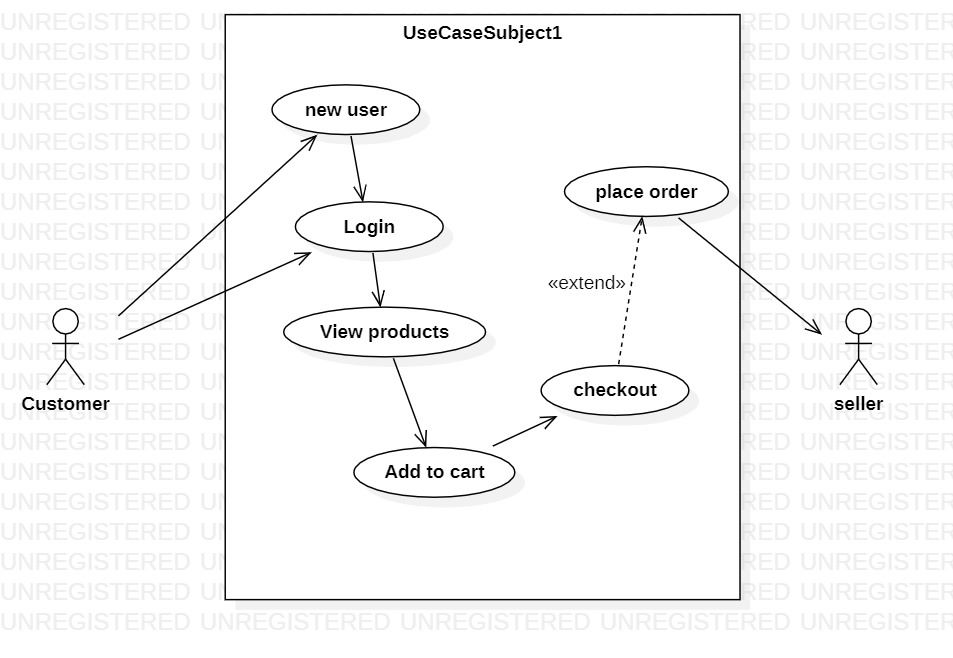 UseCaseSubject1
new user
place order
Login
«extend»
View products
checkout
Customer
seller
Add to cart
UNREGISTERED UNREGISTERED UNREGISTERED UNREGISTERED UNREGISTERED